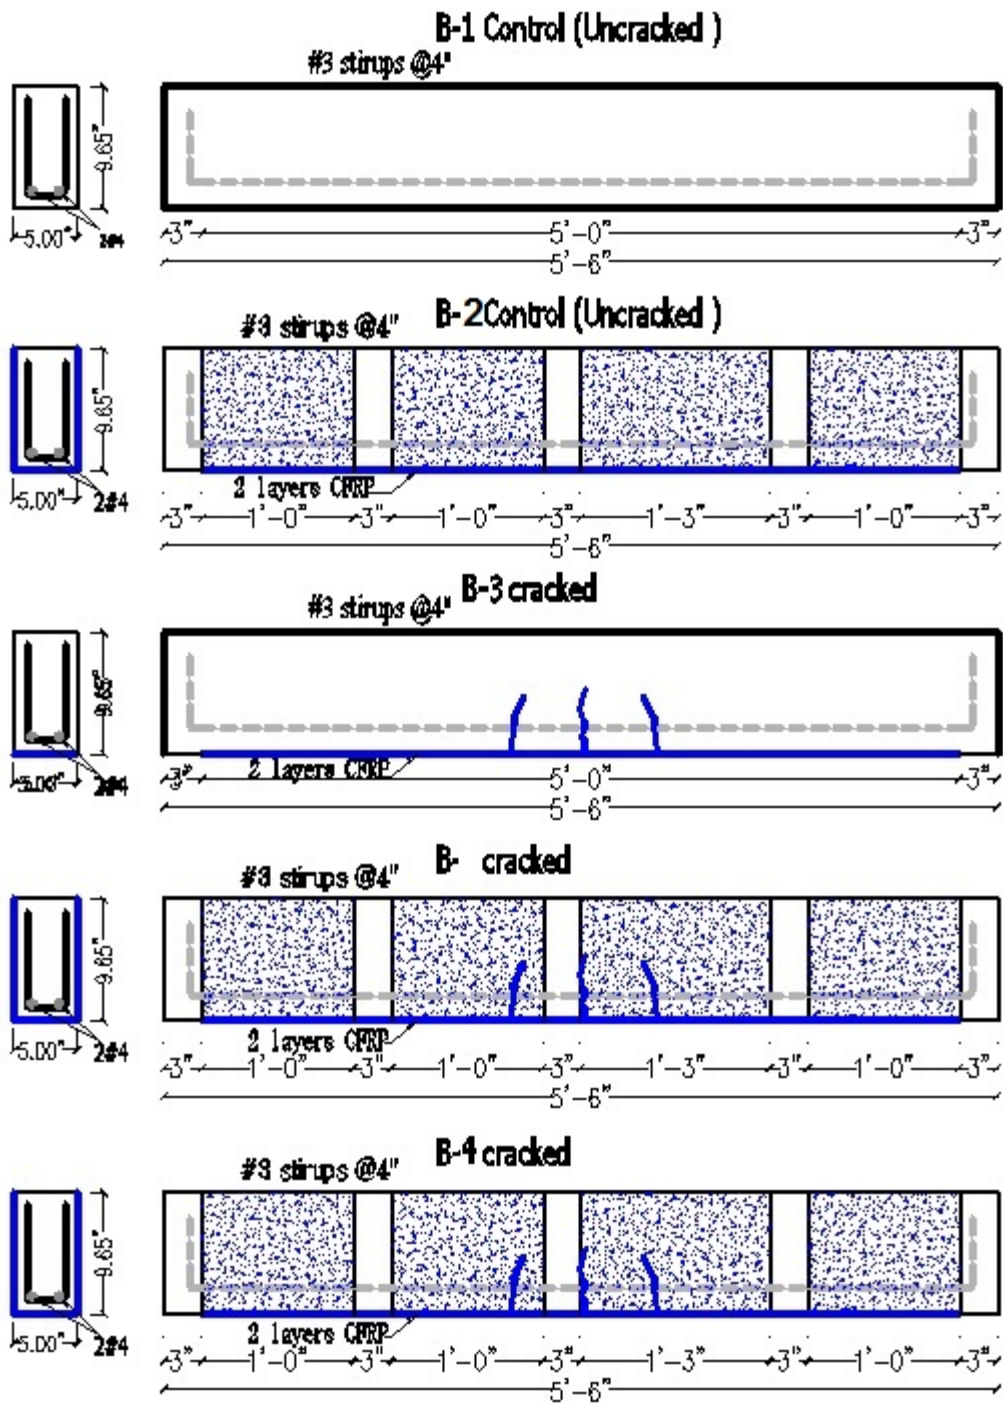 B-1 Control (Uncracked )
#3 stirups @4"
9.65"
5.00"
2#4
3" 5'-0" 3"
5'-6"
B-2Control (Uncracked )
#3 stirups @4"
9.65"
2 layers CFRP
5.00" 2#4
3" 1'-0" 3" 1'-0" 3" 1'-3" 3" 1'-0" 3"
5'-6"
B-3 cracked
#3 stirups @4"
2 layers CFRP
2#4
3" 5'-0" 3"
5'-6"
B- cracked
#3 stirups @4"
9.65"
2 layers CFRP
5.00" 2#4
3" 1'-0" 3" 1'-0" 3" 1'-3" 3" 1'-0" 3"
5'-6"
B-4 cracked
#3 stirups @4"
9.65"
2 layers CFRP
5.00" 2#4
3" 1'-0" 3" 1'-0" 3" 1'-3" 3" 1'-0" 3"
5'-6"